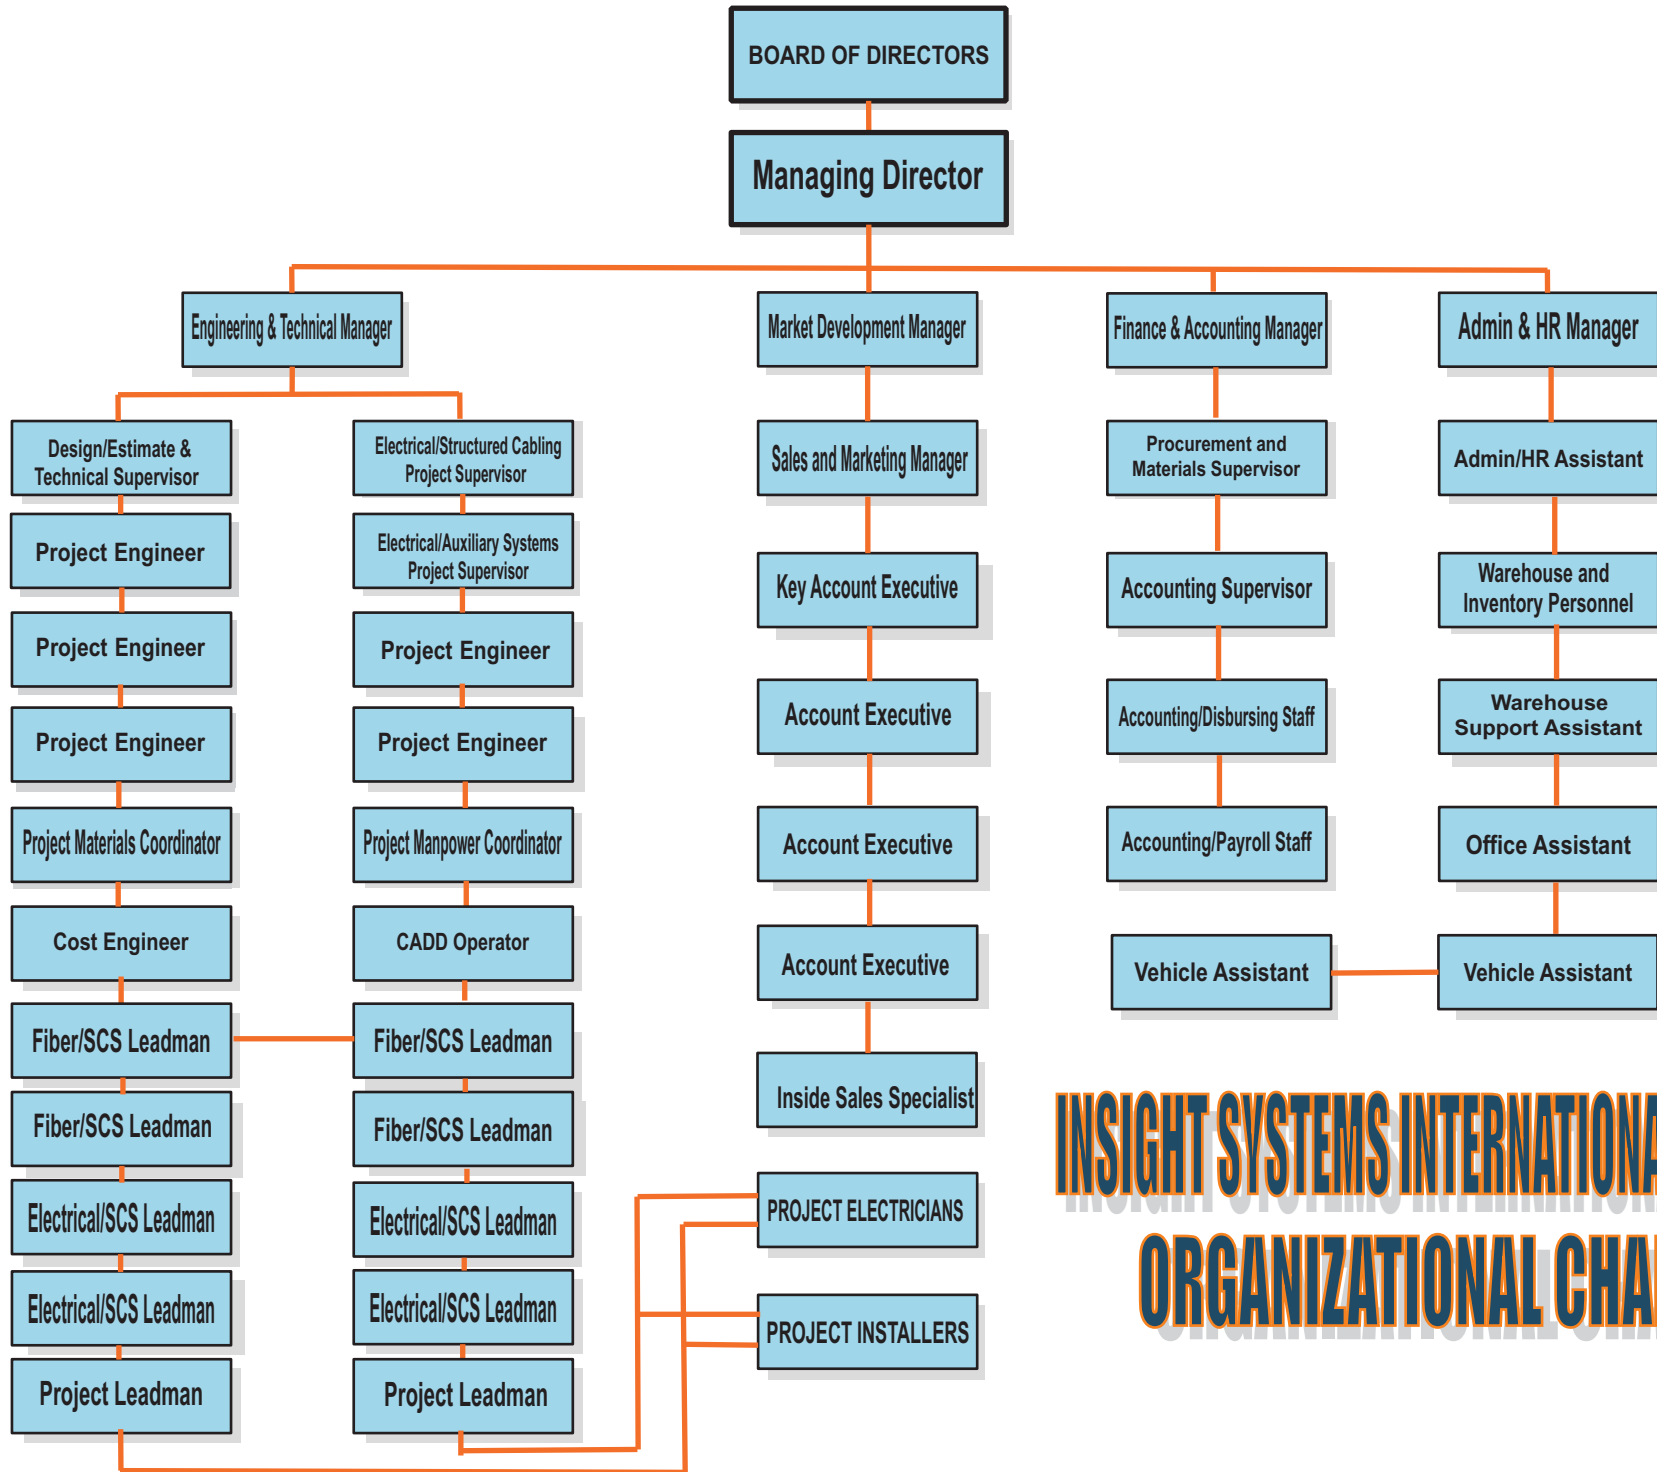 BOARD OF DIRECTORS
Managing Director
Engineering & Technical Manager
Market Development Manager
Finance & Accounting Manager
Admin & HR Manager
Design/Estimate &
Technical Supervisor
Electrical/Structured Cabling
Project Supervisor
Sales and Marketing Manager
Procurement and
Materials Supervisor
Admin/HR Assistant
Project Engineer
Electrical/Auxiliary Systems
Project Supervisor
Key Account Executive
Accounting Supervisor
Warehouse and
Inventory Personnel
Project Engineer
Project Engineer
Account Executive
Accounting/Disbursing Staff
Warehouse
Support Assistant
Project Engineer
Project Engineer
Project Materials Coordinator
Project Manpower Coordinator
Account Executive
Accounting/Payroll Staff
Office Assistant
Cost Engineer
CADD Operator
Account Executive
Vehicle Assistant
Vehicle Assistant
Fiber/SCS Leadman
Fiber/SCS Leadman
Inside Sales Specialist
Fiber/SCS Leadman
Fiber/SCS Leadman
INSIGHT SYSTEMS INTERNATIONA
Electrical/SCS Leadman
Electrical/SCS Leadman
PROJECT ELECTRICIANS
ORGANIZATIONAL CHA
Electrical/SCS Leadman
Electrical/SCS Leadman
PROJECT INSTALLERS
Project Leadman
Project Leadman